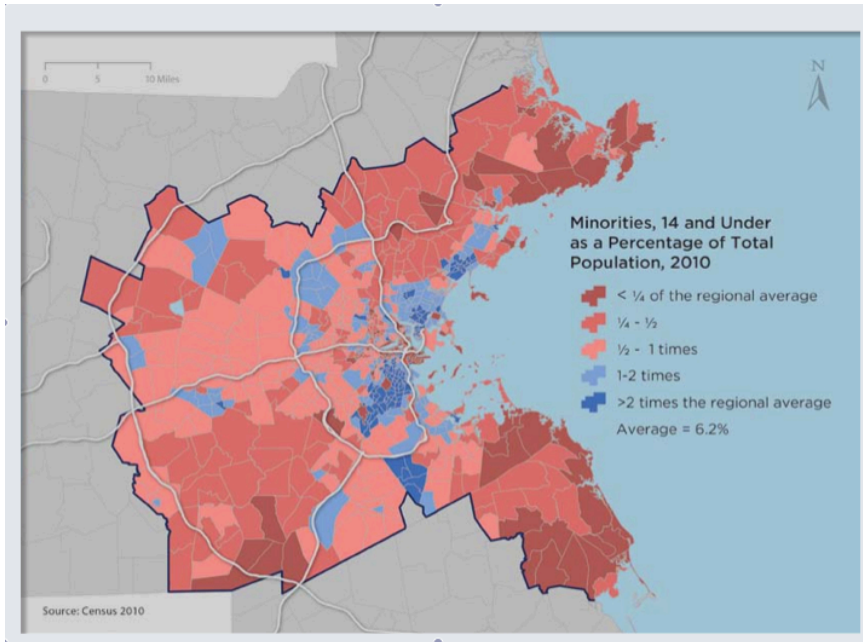 0 5 10 Miles
N
Minorities, 14 and Under
as a Percentage of Total
Population, 2010
< ¼ of the regional average
¼ - ½
½ - 1 times
1-2 times
>2 times the regional average
Average = 6.2%
Source: Census 2010